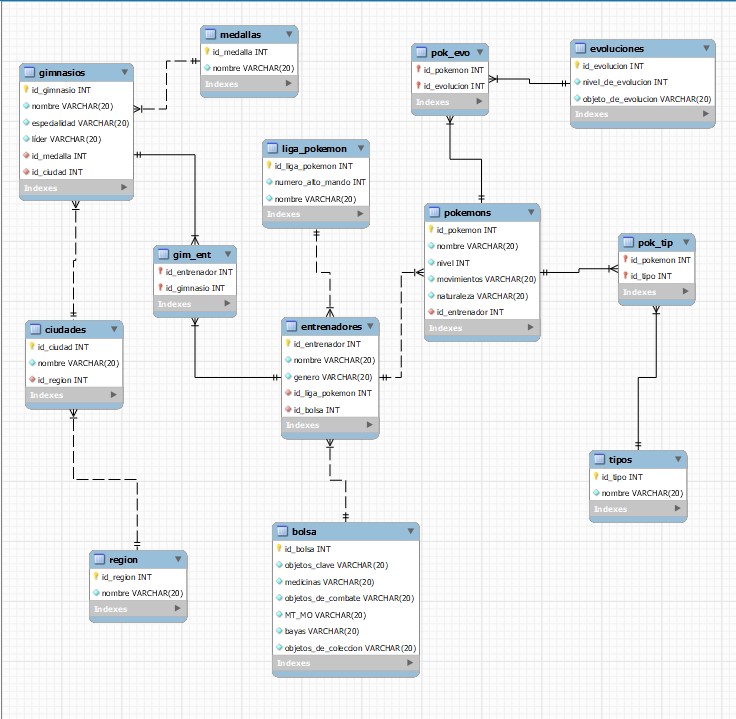 medallas
id_medalla INT
nombre VARCHAR(20)
Indexes
gimnasios
id_gimnasio INT
nombre VARCHAR(20)
especialidad VARCHAR(20)
líder VARCHAR(20)
id_medalla INT
id_ciudad INT
Indexes
pok_evo
id_pokemon INT
id_evolucion INT
Indexes
evoluciones
id_evolucion INT
nivel_de_evolucion INT
objeto_de_evolucion VARCHAR(20)
Indexes
liga_pokemon
id_liga_pokemon INT
numero_alto_mando INT
nombre VARCHAR(20)
Indexes
pokemons
id_pokemon INT
nombre VARCHAR(20)
nivel INT
movimientos VARCHAR(20)
naturaleza VARCHAR(20)
id_entrenador INT
Indexes
pok_tip
id_pokemon INT
id_tipo INT
Indexes
gim_ent
id_entrenador INT
id_gimnasio INT
Indexes
ciudades
id_ciudad INT
nombre VARCHAR(20)
id_region INT
Indexes
entrenadores
id_entrenador INT
nombre VARCHAR(20)
genero VARCHAR(20)
id_liga_pokemon INT
id_bolsa INT
Indexes
tipos
id_tipo INT
nombre VARCHAR(20)
Indexes
region
id_region INT
nombre VARCHAR(20)
Indexes
bolsa
id_bolsa INT
objetos_clave VARCHAR(20)
medicinas VARCHAR(20)
objetos_de_combate VARCHAR(20)
MT_MO VARCHAR(20)
bayas VARCHAR(20)
objetos_de_coleccion VARCHAR(20)
Indexes